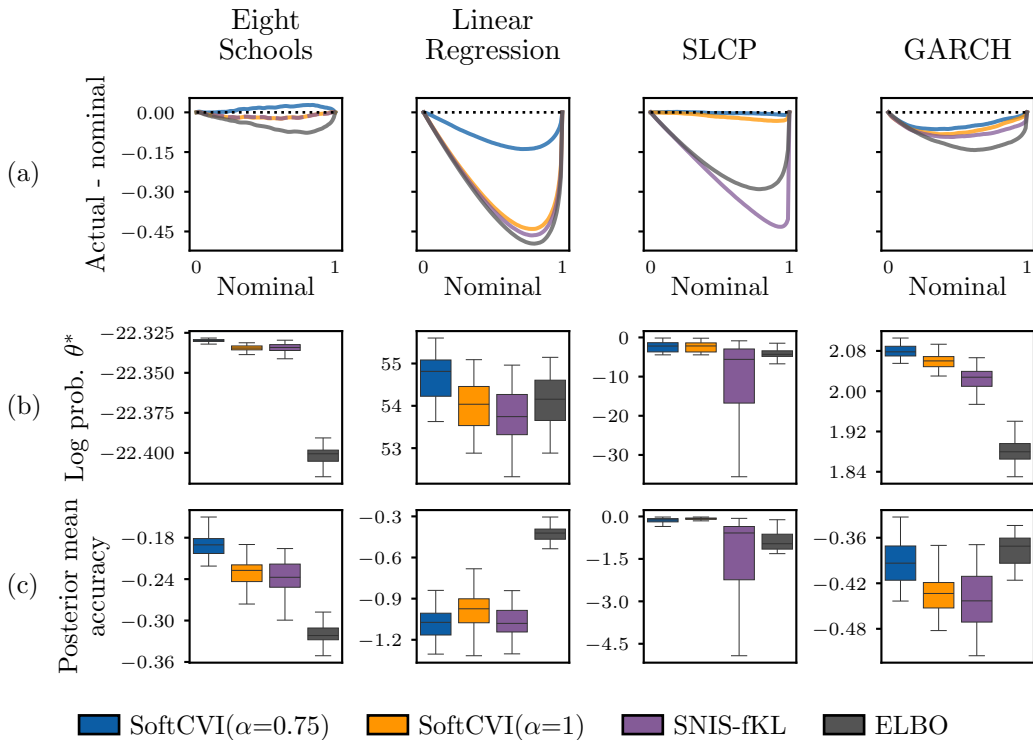 Eight
Schools
Linear
Regression
SLCP
GARCH
(a)
Actual - nominal
0.00
−0.15
−0.30
−0.45
0
1
Nominal
0
1
Nominal
0
1
Nominal
0
1
Nominal
(b)
Log prob. θ*
−22.325
−22.350
−22.375
−22.400
55
54
53
0
−10
−20
−30
2.08
2.00
1.92
1.84
(c)
Posterior mean
accuracy
−0.18
−0.24
−0.30
−0.36
−0.3
−0.6
−0.9
−1.2
0.0
−1.5
−3.0
−4.5
−0.36
−0.42
−0.48
SoftCVI(α=0.75) SoftCVI(α=1) SNIS-fKL ELBO